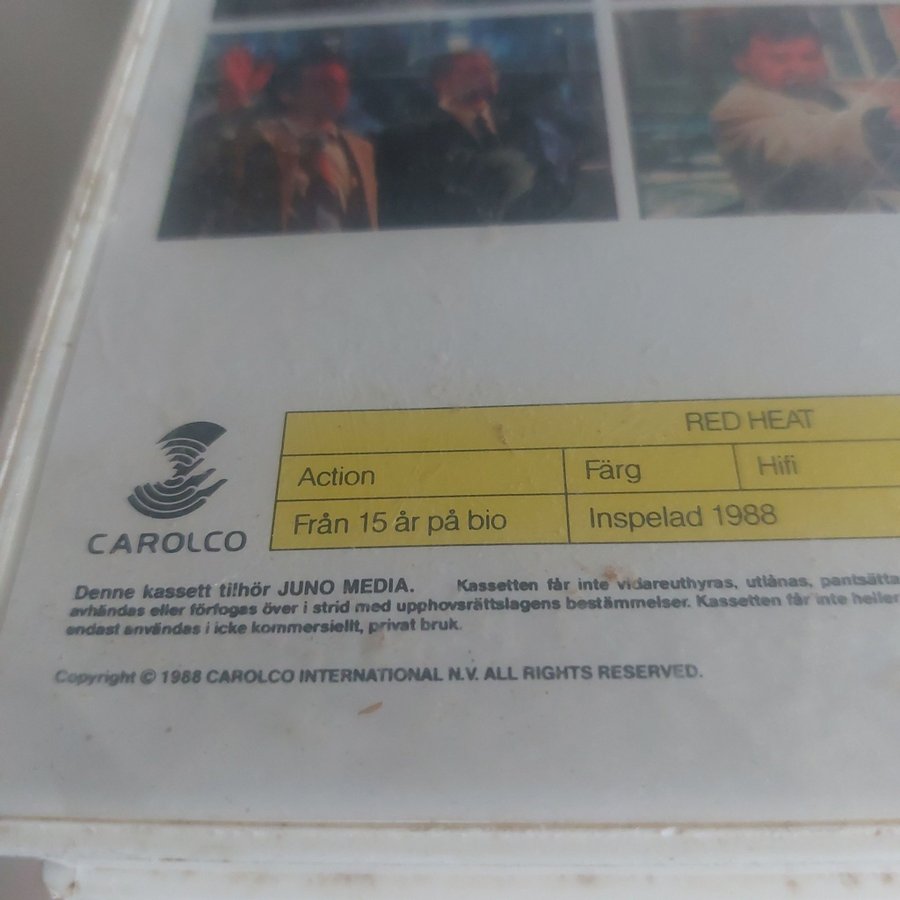 RED HEAT
Action Färg Hifi
Från 15 år på bio Inspelad 1988
CAROLCO
Denne kassett tilhör JUNO MEDIA. Kassetten får inte vidareuthyras, utlånas, pantsätta
avhändas eller förfogas över i strid med upphovsrättslagens bestämmelser. Kassetten får inte heller
endast användas i icke kommersiellt, privat bruk.
Copyright © 1988 CAROLCO INTERNATIONAL N.V. ALL RIGHTS RESERVED.